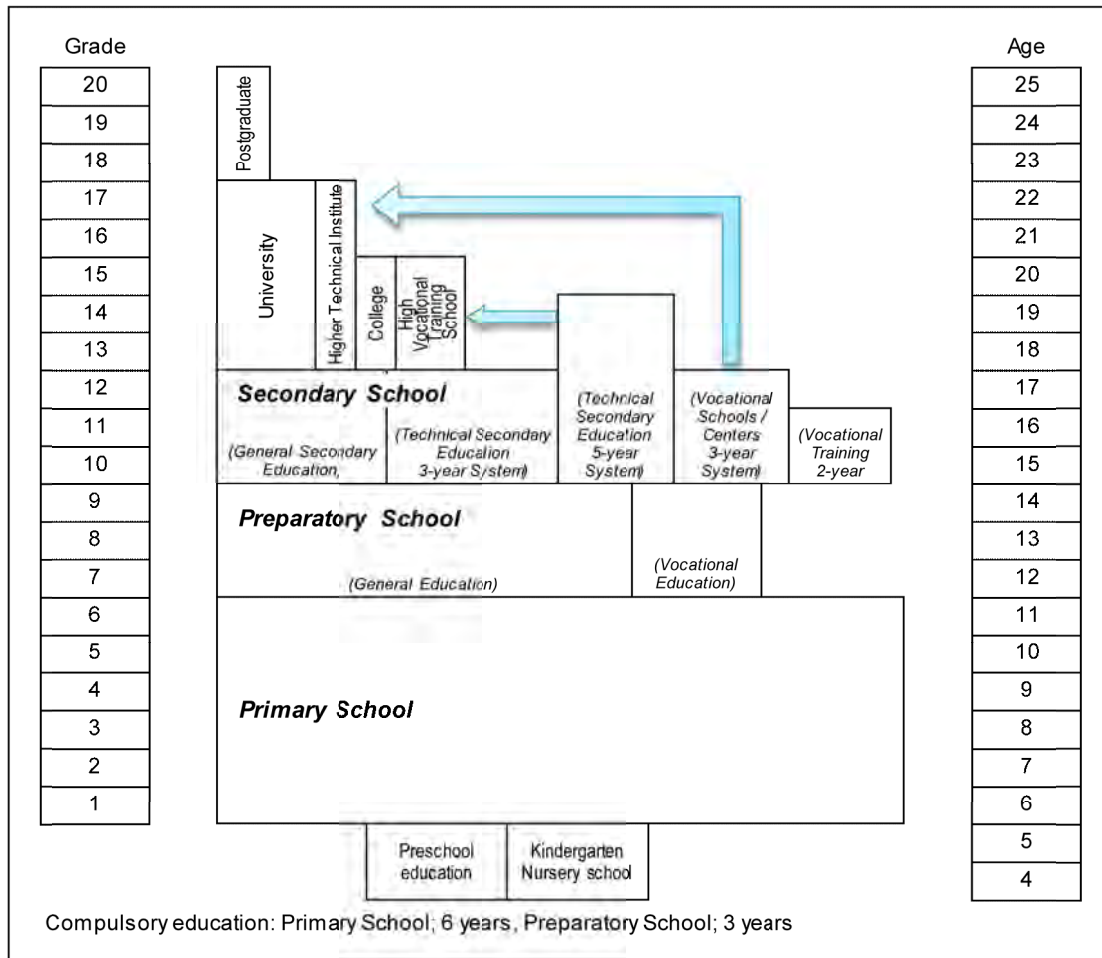 Grade
20
19
18
17
16
15
14
13
12
11
10
9
8
7
6
5
4
3
2
1
Postgraduate
University
Higher Technical Institute
College
High
Vocational
Training
School
Secondary School
(General Secondary
Education,
(Technical Secondary
Education
3-year System)
(Technical
Secondary
Education
5-year
System)
(Vocational
Schools /
Centers
3-year
System)
(Vocational
Training
2-year
Preparatory School
(General Education)
(Vocational
Education)
Primary School
Preschool
education
Kindergarten
Nursery school
Age
25
24
23
22
21
20
19
18
17
16
15
14
13
12
11
10
9
8
7
6
5
4
Compulsory education: Primary School; 6 years, Preparatory School; 3 years